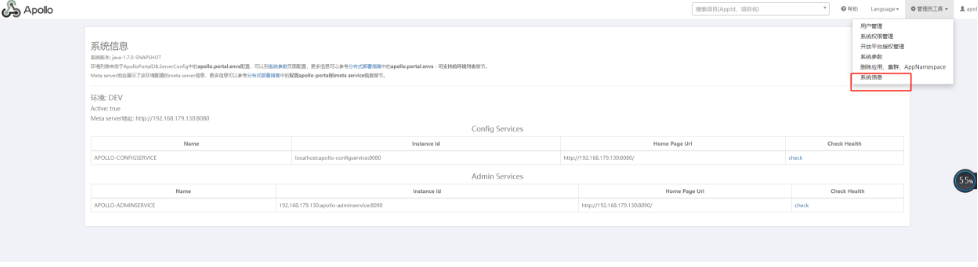 Apollo
搜索项目(AppId、项目名)
帮助
Language
管理员工具
apol
用户管理
系统权限管理
开放平台授权管理
系统参数
删除应用、集群、AppNamespace
系统信息
系统信息
系统版本: java-1.7.0-SNAPSHOT
环境列表来自于ApolloPortalDB.ServerConfig中的apollo.portal.envs配置，可以到系统参数页面配置，更多信息可以参考分布式部署指南中的apollo.portal.envs - 可支持的环境列表章节。
Meta server地址展示了该环境配置的meta server信息，更多信息可以参考分布式部署指南中的配置apollo-portal的meta service信息章节。
环境: DEV
Active: true
Meta server地址: http://192.168.179.130:8080
Config Services
Name Instance Id Home Page Url Check Health
APOLLO-CONFIGSERVICE localhost:apollo-configservice:8080 http://192.168.179.130:8080/ check
Admin Services
Name Instance Id Home Page Url Check Health
APOLLO-ADMINSERVICE 192.168.179.130:apollo-adminservice:8090 http://192.168.179.130:8090/ check
55%